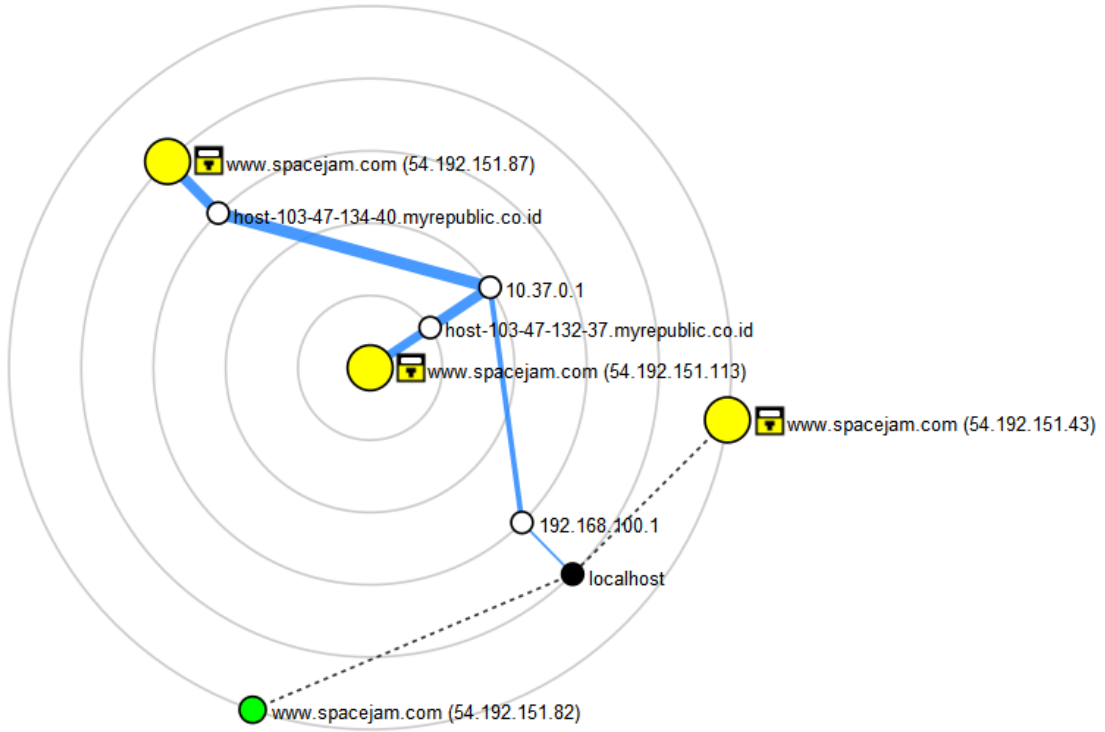 www.spacejam.com (54.192.151.87)
host-103-47-134-40.myrepublic.co.id
10.37.0.1
host-103-47-132-37.myrepublic.co.id
www.spacejam.com (54.192.151.113)
www.spacejam.com (54.192.151.43)
192.168.100.1
localhost
www.spacejam.com (54.192.151.82)